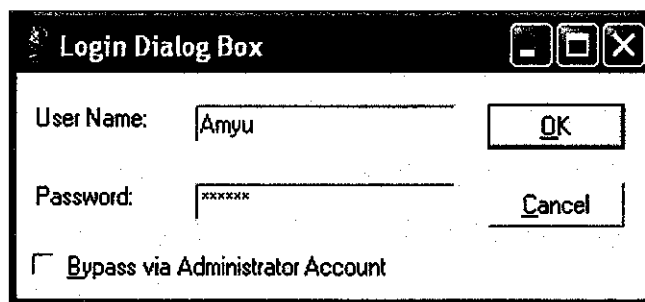 Login Dialog Box
User Name: Amyu OK
Password: ****** Cancel
Bypass via Administrator Account